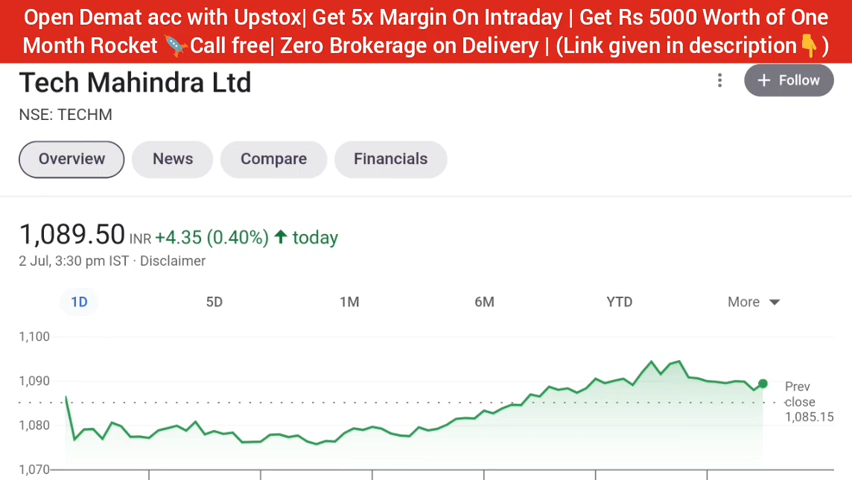 Open Demat acc with Upstox| Get 5x Margin On Intraday | Get Rs 5000 Worth of One
Month Rocket 🚀Call free| Zero Brokerage on Delivery | (Link given in description👇)
Tech Mahindra Ltd
+ Follow
NSE: TECHM
Overview News Compare Financials
1,089.50 INR +4.35 (0.40%) ↑ today
2 Jul, 3:30 pm IST · Disclaimer
1D 5D 1M 6M YTD More
1,100
1,090
Prev
close
1,085.15
1,080
1,070